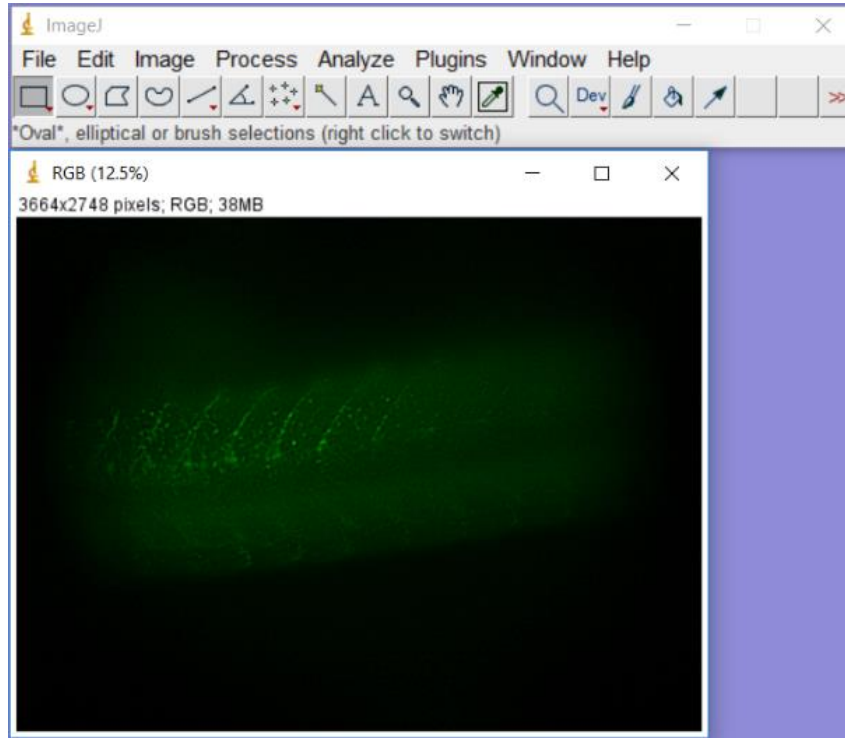 ImageJ
File Edit Image Process Analyze Plugins Window Help
A Dev >>
*Oval*, elliptical or brush selections (right click to switch)
RGB (12.5%)
3664x2748 pixels; RGB; 38MB